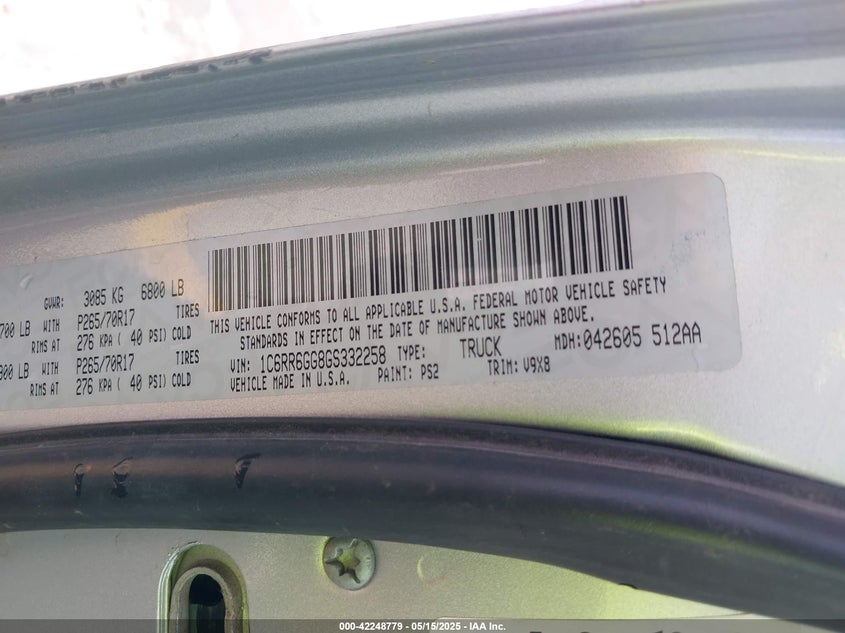 GVWR: 3085 KG 6800 LB
700 LB WITH P265/70R17 TIRES
RIMS AT 276 KPA ( 40 PSI) COLD
900 LB WITH P265/70R17 TIRES
RIMS AT 276 KPA ( 40 PSI) COLD
THIS VEHICLE CONFORMS TO ALL APPLICABLE U.S.A. FEDERAL MOTOR VEHICLE SAFETY
STANDARDS IN EFFECT ON THE DATE OF MANUFACTURE SHOWN ABOVE.
VIN: 1C6RR6GG8GS332258 TYPE: TRUCK MDH: 042605 512AA
VEHICLE MADE IN U.S.A. PAINT: PS2 TRIM: V9X8
000-42248779 - 05/15/2025 - IAA Inc.